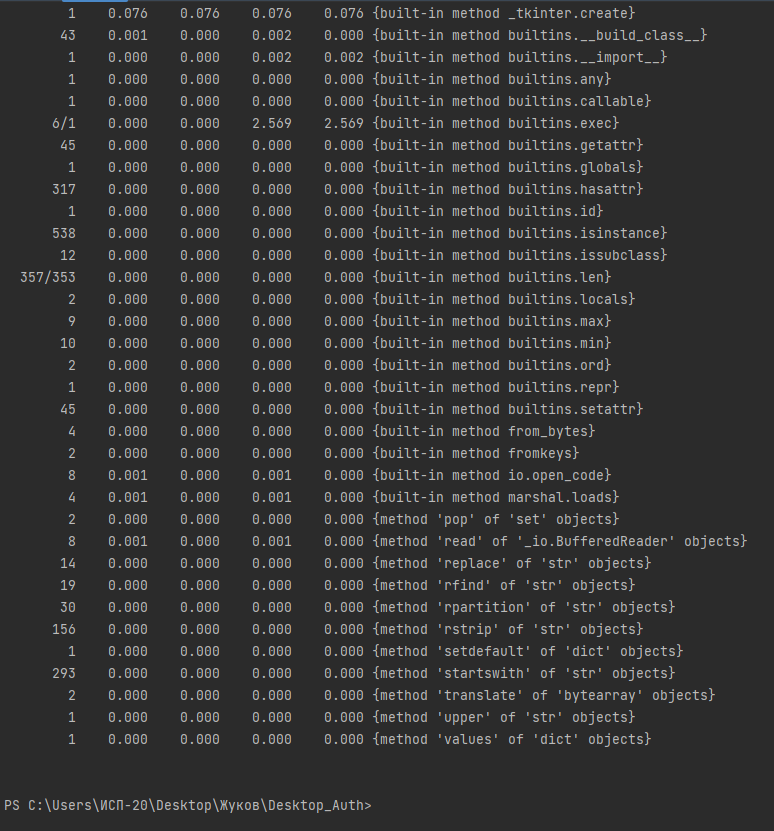 1 0.076 0.076 0.076 0.076 {built-in method _tkinter.create}
43 0.001 0.000 0.002 0.000 {built-in method builtins.__build_class__}
1 0.000 0.000 0.002 0.002 {built-in method builtins.__import__}
1 0.000 0.000 0.000 0.000 {built-in method builtins.any}
1 0.000 0.000 0.000 0.000 {built-in method builtins.callable}
6/1 0.000 0.000 2.569 2.569 {built-in method builtins.exec}
45 0.000 0.000 0.000 0.000 {built-in method builtins.getattr}
1 0.000 0.000 0.000 0.000 {built-in method builtins.globals}
317 0.000 0.000 0.000 0.000 {built-in method builtins.hasattr}
1 0.000 0.000 0.000 0.000 {built-in method builtins.id}
538 0.000 0.000 0.000 0.000 {built-in method builtins.isinstance}
12 0.000 0.000 0.000 0.000 {built-in method builtins.issubclass}
357/353 0.000 0.000 0.000 0.000 {built-in method builtins.len}
2 0.000 0.000 0.000 0.000 {built-in method builtins.locals}
9 0.000 0.000 0.000 0.000 {built-in method builtins.max}
10 0.000 0.000 0.000 0.000 {built-in method builtins.min}
2 0.000 0.000 0.000 0.000 {built-in method builtins.ord}
1 0.000 0.000 0.000 0.000 {built-in method builtins.repr}
45 0.000 0.000 0.000 0.000 {built-in method builtins.setattr}
4 0.000 0.000 0.000 0.000 {built-in method from_bytes}
2 0.000 0.000 0.000 0.000 {built-in method fromkeys}
8 0.001 0.000 0.001 0.000 {built-in method io.open_code}
4 0.001 0.000 0.001 0.000 {built-in method marshal.loads}
2 0.000 0.000 0.000 0.000 {method 'pop' of 'set' objects}
8 0.001 0.000 0.001 0.000 {method 'read' of '_io.BufferedReader' objects}
14 0.000 0.000 0.000 0.000 {method 'replace' of 'str' objects}
19 0.000 0.000 0.000 0.000 {method 'rfind' of 'str' objects}
30 0.000 0.000 0.000 0.000 {method 'rpartition' of 'str' objects}
156 0.000 0.000 0.000 0.000 {method 'rstrip' of 'str' objects}
1 0.000 0.000 0.000 0.000 {method 'setdefault' of 'dict' objects}
293 0.000 0.000 0.000 0.000 {method 'startswith' of 'str' objects}
2 0.000 0.000 0.000 0.000 {method 'translate' of 'bytearray' objects}
1 0.000 0.000 0.000 0.000 {method 'upper' of 'str' objects}
1 0.000 0.000 0.000 0.000 {method 'values' of 'dict' objects}
PS C:\Users\ИСП-20\Desktop\Жуков\Desktop_Auth>